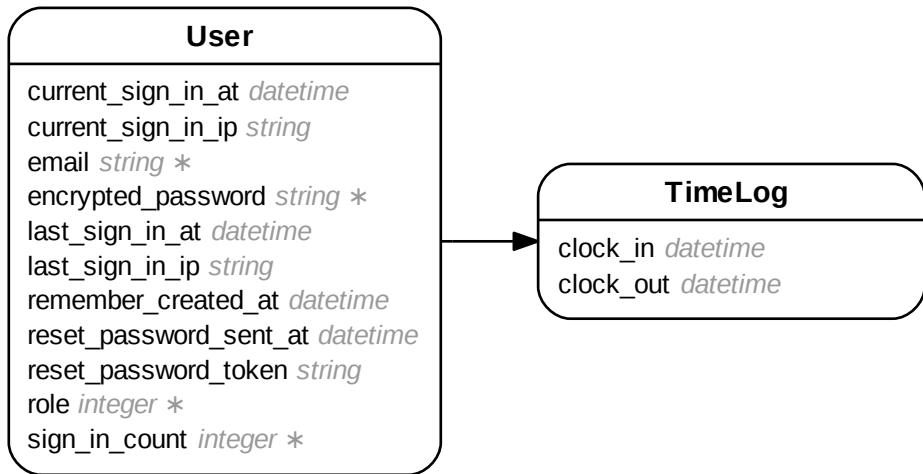 User
current_sign_in_at datetime
current_sign_in_ip string
email string ∗
encrypted_password string ∗
last_sign_in_at datetime
last_sign_in_ip string
remember_created_at datetime
reset_password_sent_at datetime
reset_password_token string
role integer ∗
sign_in_count integer ∗
TimeLog
clock_in datetime
clock_out datetime